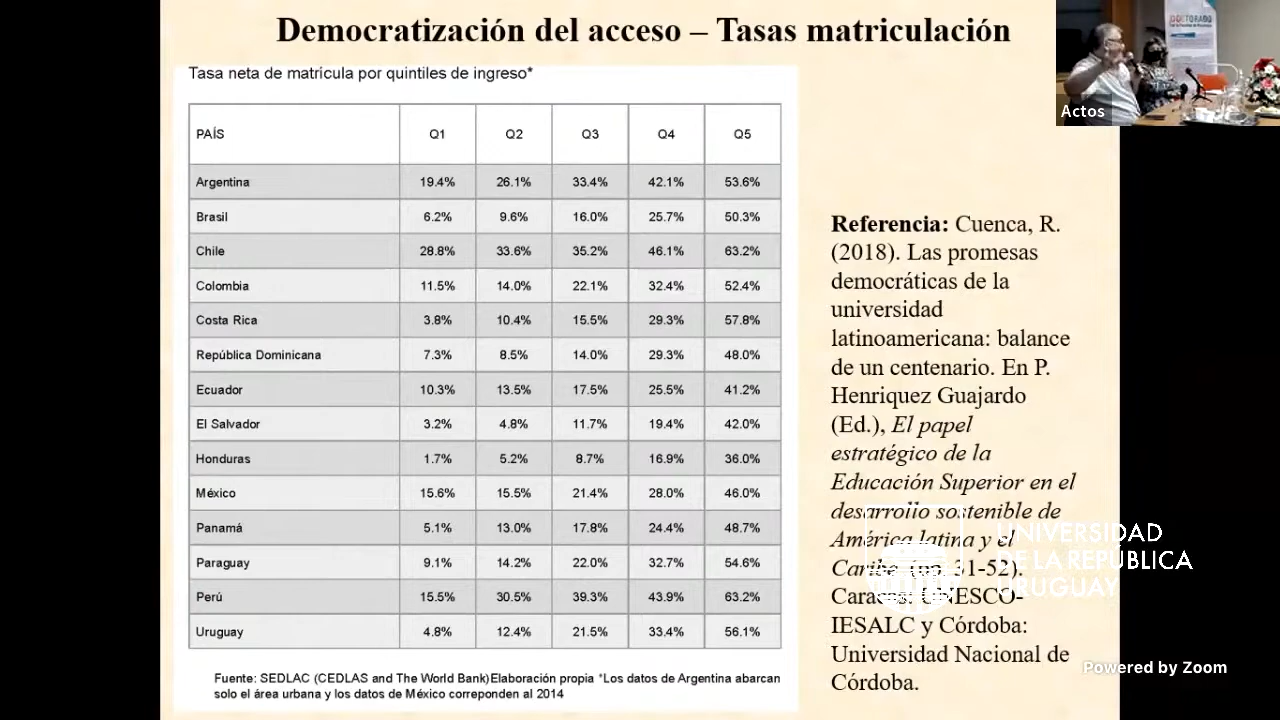 Democratización del acceso – Tasas matriculación
Tasa neta de matrícula por quintiles de ingreso*
PAÍS Q1 Q2 Q3 Q4 Q5
Argentina 19.4% 26.1% 33.4% 42.1% 53.6%
Brasil 6.2% 9.6% 16.0% 25.7% 50.3%
Chile 28.8% 33.6% 35.2% 46.1% 63.2%
Colombia 11.5% 14.0% 22.1% 32.4% 52.4%
Costa Rica 3.8% 10.4% 15.5% 29.3% 57.8%
República Dominicana 7.3% 8.5% 14.0% 29.3% 48.0%
Ecuador 10.3% 13.5% 17.5% 25.5% 41.2%
El Salvador 3.2% 4.8% 11.7% 19.4% 42.0%
Honduras 1.7% 5.2% 8.7% 16.9% 36.0%
México 15.6% 15.5% 21.4% 28.0% 46.0%
Panamá 5.1% 13.0% 17.8% 24.4% 48.7%
Paraguay 9.1% 14.2% 22.0% 32.7% 54.6%
Perú 15.5% 30.5% 39.3% 43.9% 63.2%
Uruguay 4.8% 12.4% 21.5% 33.4% 56.1%
Fuente: SEDLAC (CEDLAS and The World Bank)Elaboración propia *Los datos de Argentina abarcan
solo el área urbana y los datos de México correponden al 2014
Referencia: Cuenca, R.
(2018). Las promesas
democráticas de la
universidad
latinoamericana: balance
de un centenario. En P.
Henriquez Guajardo
(Ed.), El papel
estratégico de la
Educación Superior en el
desarrollo sostenible de
América latina y el
Caribe 31-52).
Caracas: UNESCO-
IESALC y Córdoba:
Universidad Nacional de
Córdoba.
UNIVERSIDAD
DE LA REPÚBLICA
URUGUAY
Powered by Zoom
DOCTORADO
Actos